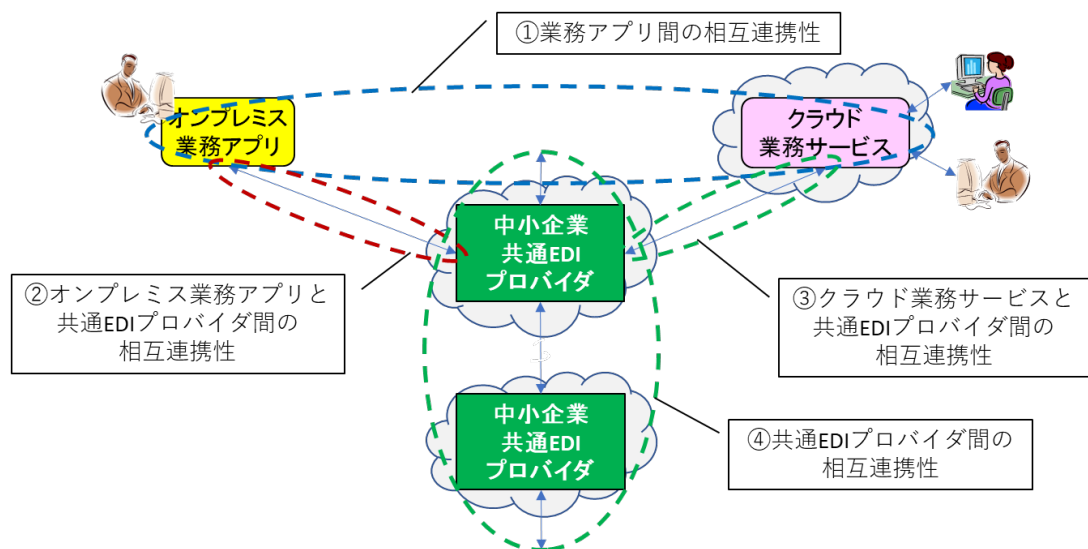 ①業務アプリ間の相互連携性
オンプレミス
業務アプリ
クラウド
業務サービス
中小企業
共通EDI
プロバイダ
②オンプレミス業務アプリと
共通EDIプロバイダ間の
相互連携性
③クラウド業務サービスと
共通EDIプロバイダ間の
相互連携性
中小企業
共通EDI
プロバイダ
④共通EDIプロバイダ間の
相互連携性